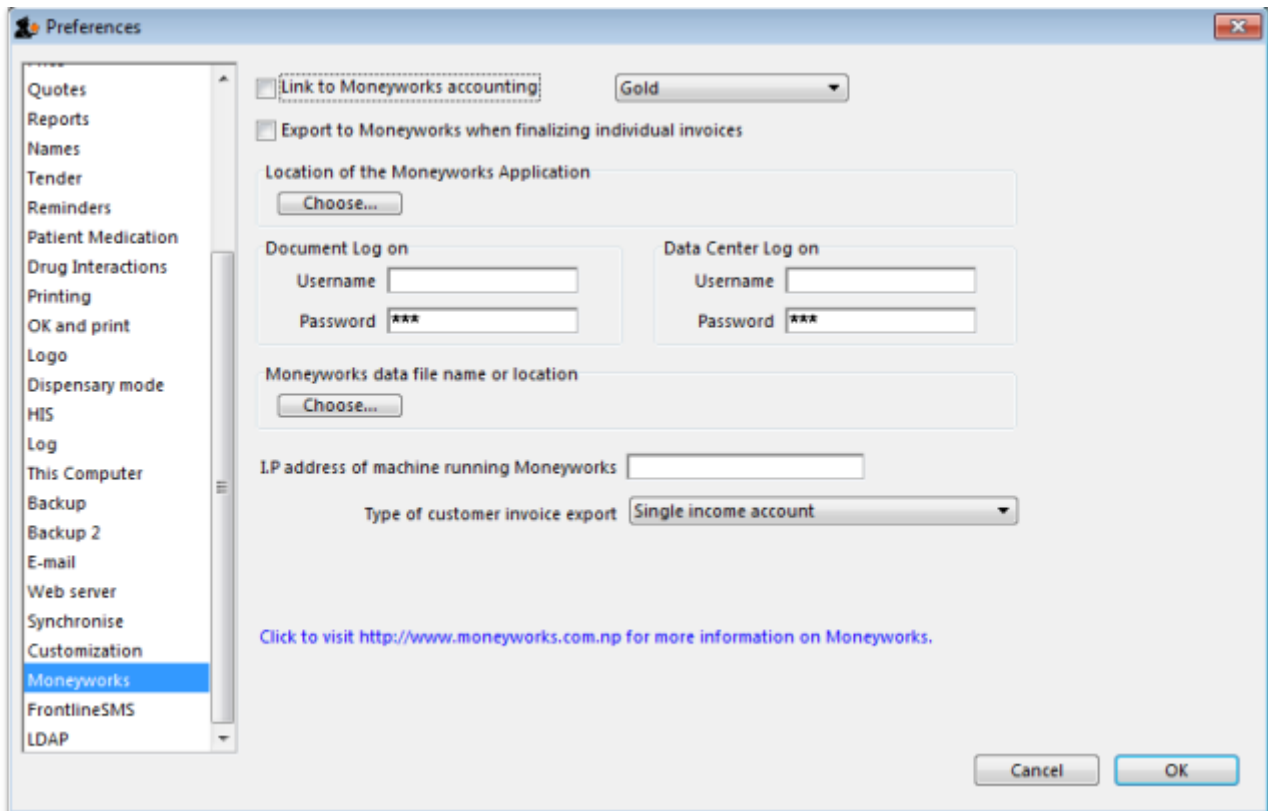 Preferences
Quotes
Reports
Names
Tender
Reminders
Patient Medication
Drug Interactions
Printing
OK and print
Logo
Dispensary mode
HIS
Log
This Computer
Backup
Backup 2
E-mail
Web server
Synchronise
Customization
Moneyworks
FrontlineSMS
LDAP
Link to Moneyworks accounting Gold
Export to Moneyworks when finalizing individual invoices
Location of the Moneyworks Application
Choose...
Document Log on Data Center Log on
Username Username
Password *** Password ***
Moneyworks data file name or location
Choose...
I.P address of machine running Moneyworks
Type of customer invoice export Single income account
Click to visit http://www.moneyworks.com.np for more information on Moneyworks.
Cancel OK